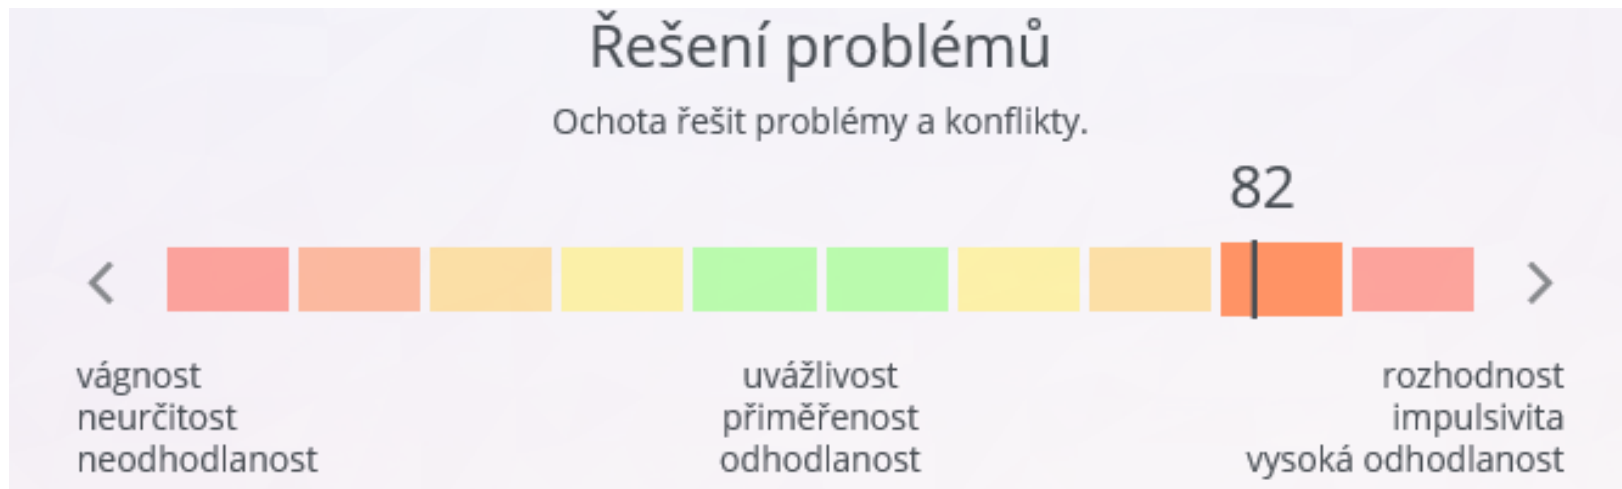 Řešení problémů
Ochota řešit problémy a konflikty.
82
vágnost
neurčitost
neodhodlanost
uvážlivost
přiměřenost
odhodlanost
rozhodnost
impulsivita
vysoká odhodlanost